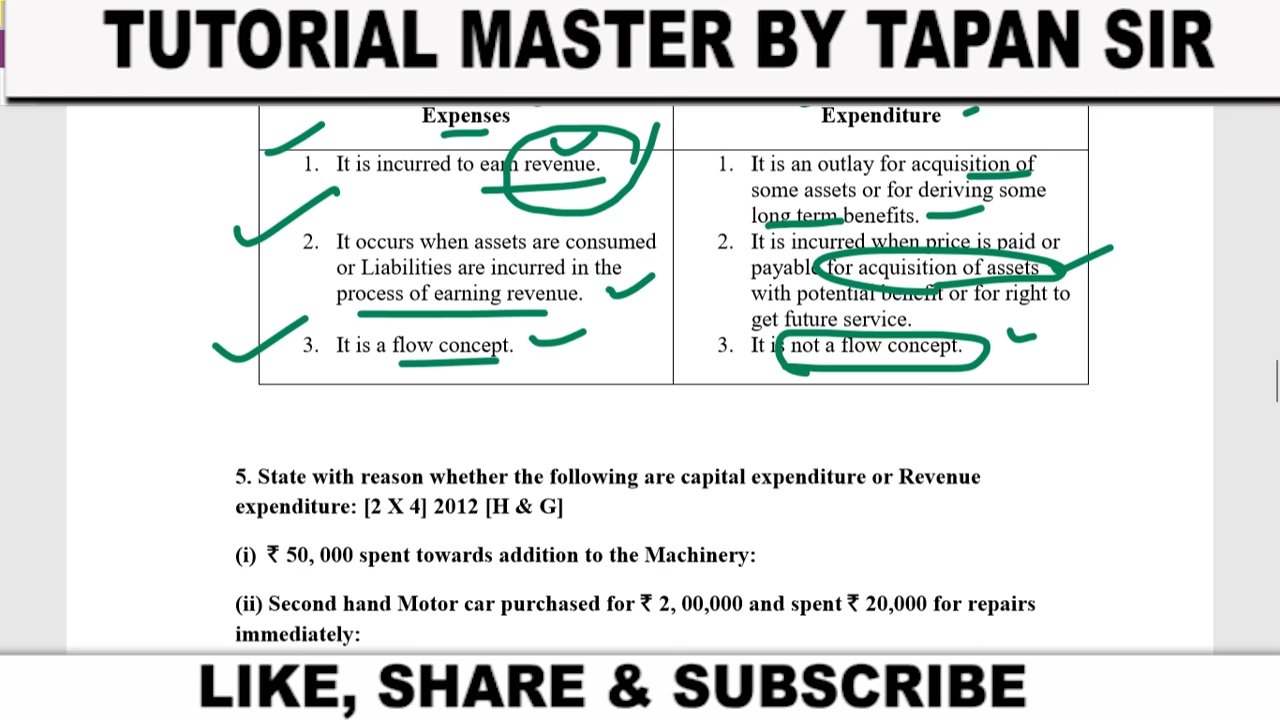 TUTORIAL MASTER BY TAPAN SIR
Expenses
1. It is incurred to earn revenue.
2. It occurs when assets are consumed
or Liabilities are incurred in the
process of earning revenue.
3. It is a flow concept.
Expenditure
1. It is an outlay for acquisition of
some assets or for deriving some
long term benefits.
2. It is incurred when price is paid or
payable for acquisition of assets
with potential benefit or for right to
get future service.
3. It is not a flow concept.
5. State with reason whether the following are capital expenditure or Revenue
expenditure: [2 X 4] 2012 [H & G]
(i) ₹ 50, 000 spent towards addition to the Machinery:
(ii) Second hand Motor car purchased for ₹ 2, 00,000 and spent ₹ 20,000 for repairs
immediately:
LIKE, SHARE & SUBSCRIBE